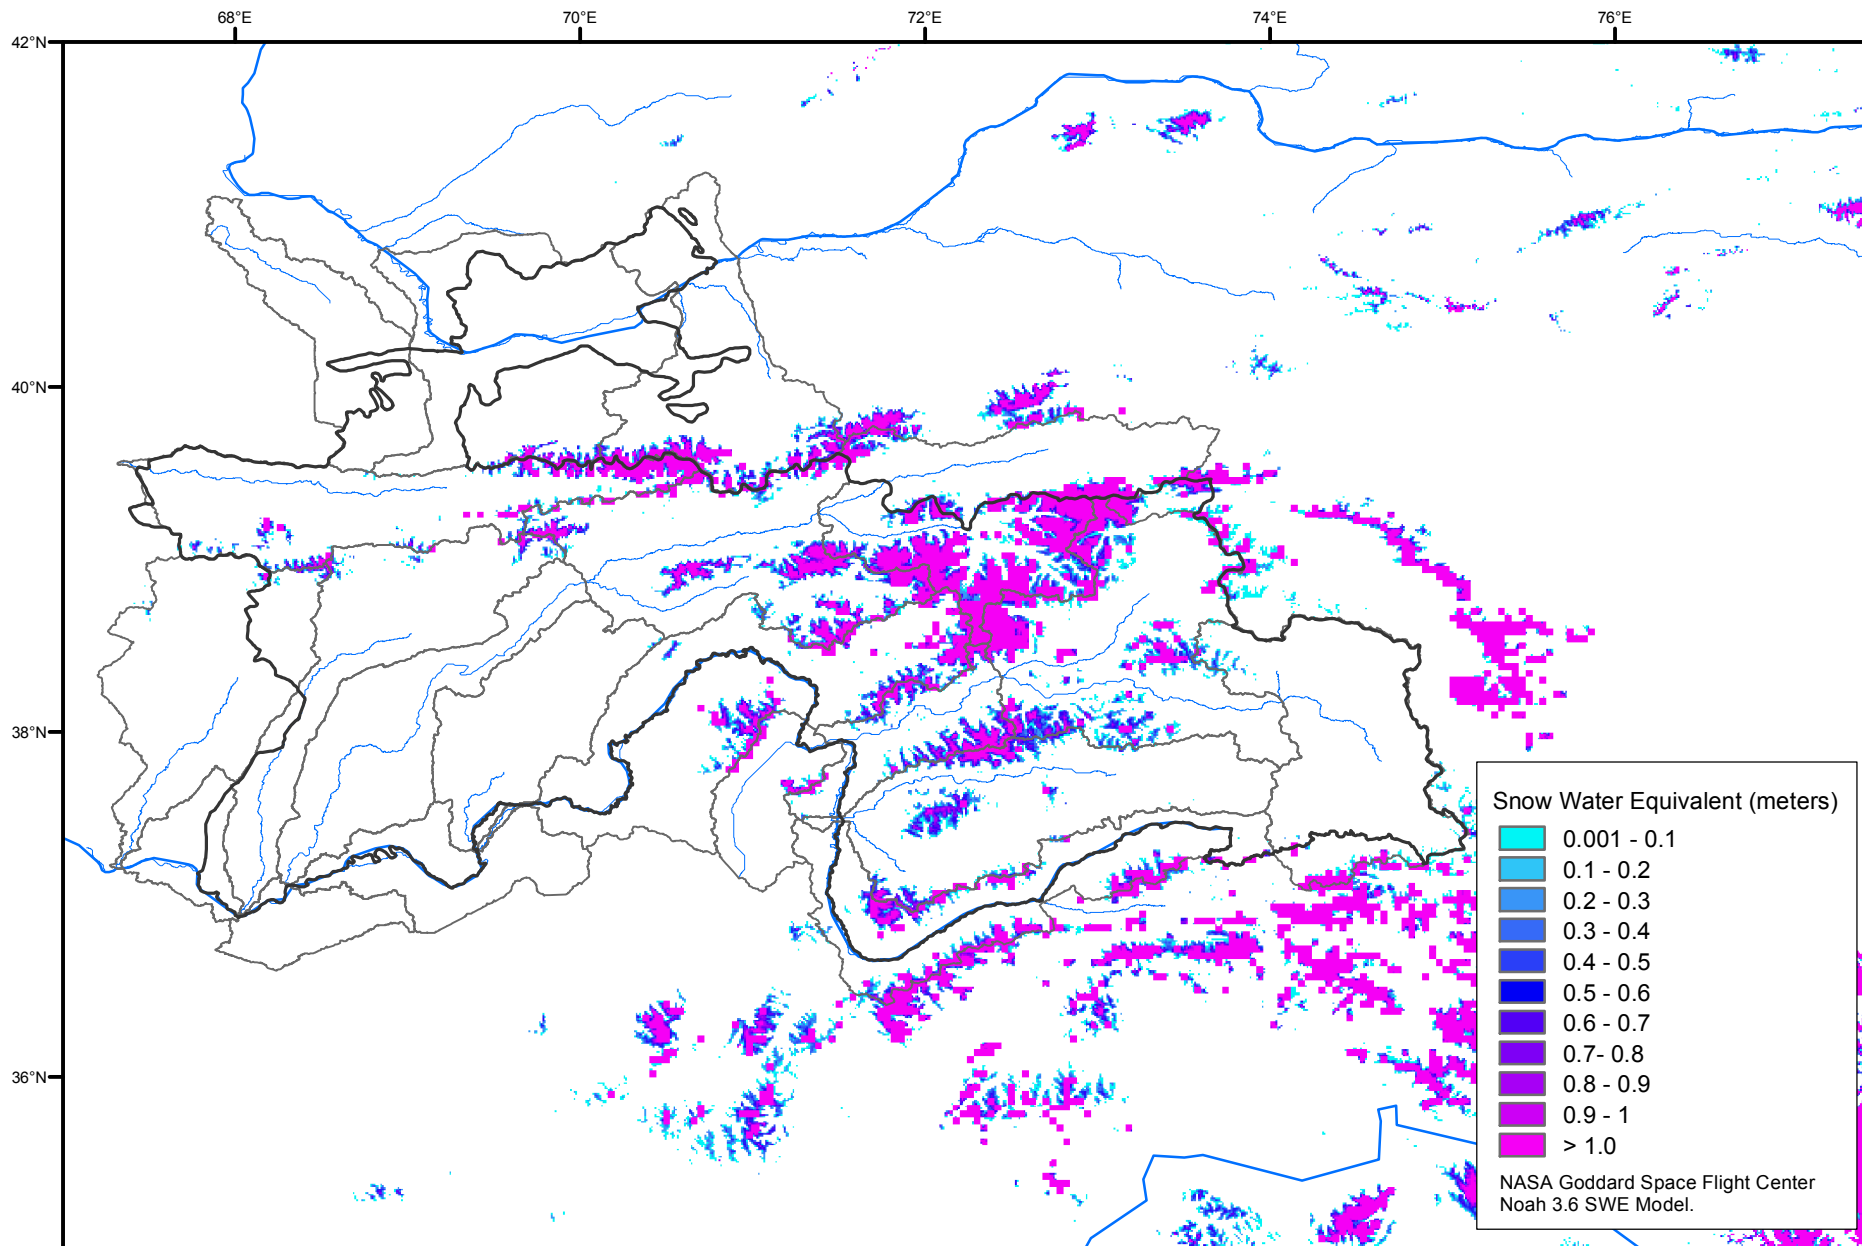 68°E 70°E 72°E 74°E 76°E
42°N
40°N
38°N
36°N
Snow Water Equivalent (meters)
0.001 - 0.1
0.1 - 0.2
0.2 - 0.3
0.3 - 0.4
0.4 - 0.5
0.5 - 0.6
0.6 - 0.7
0.7- 0.8
0.8 - 0.9
0.9 - 1
> 1.0
NASA Goddard Space Flight Center
Noah 3.6 SWE Model.